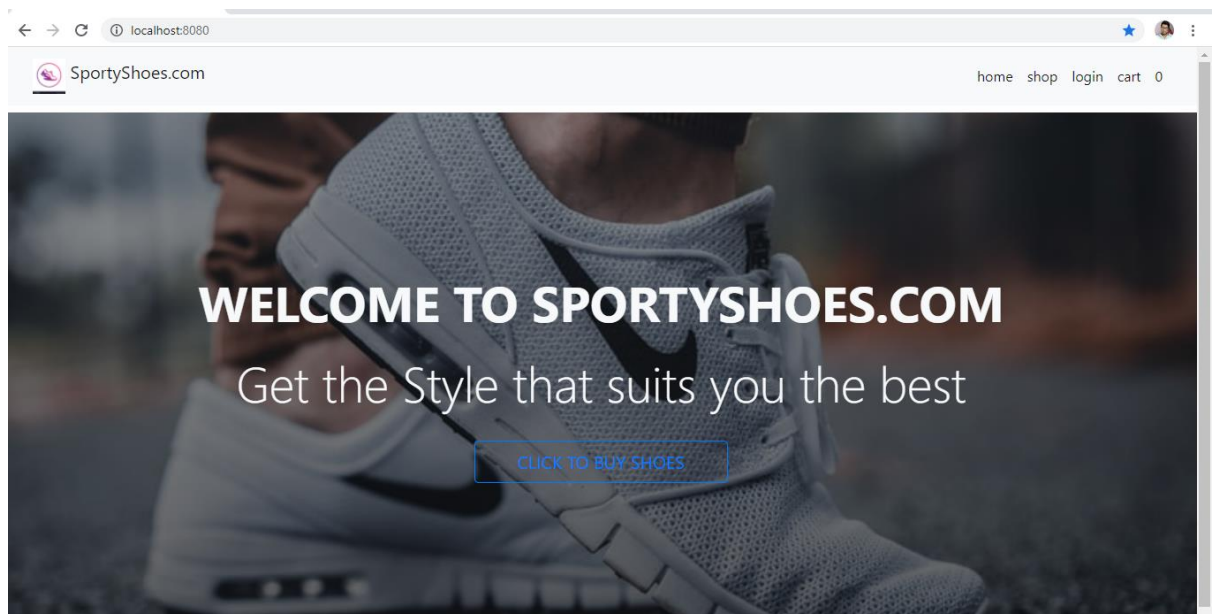 localhost:8080
SportyShoes.com
home shop login cart 0
WELCOME TO SPORTYSHOES.COM
Get the Style that suits you the best
CLICK TO BUY SHOES